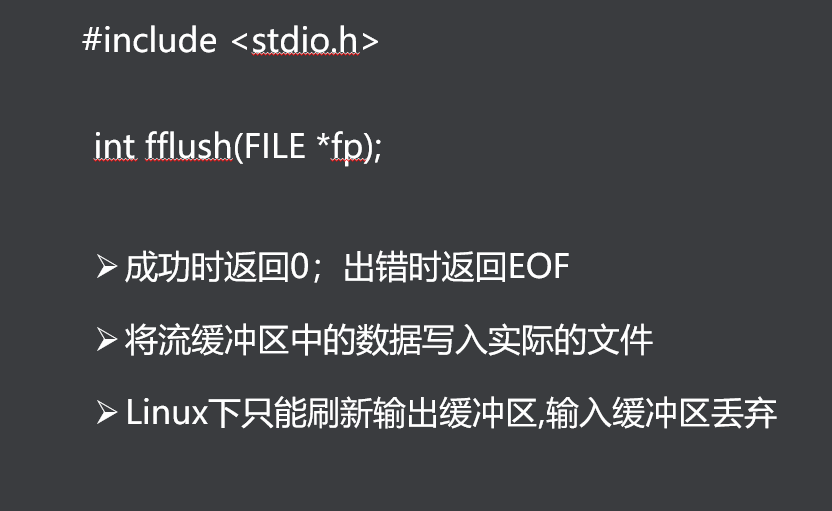 #include <stdio.h>
int fflush(FILE *fp);
➢成功时返回0；出错时返回EOF
➢将流缓冲区中的数据写入实际的文件
➢Linux下只能刷新输出缓冲区,输入缓冲区丢弃